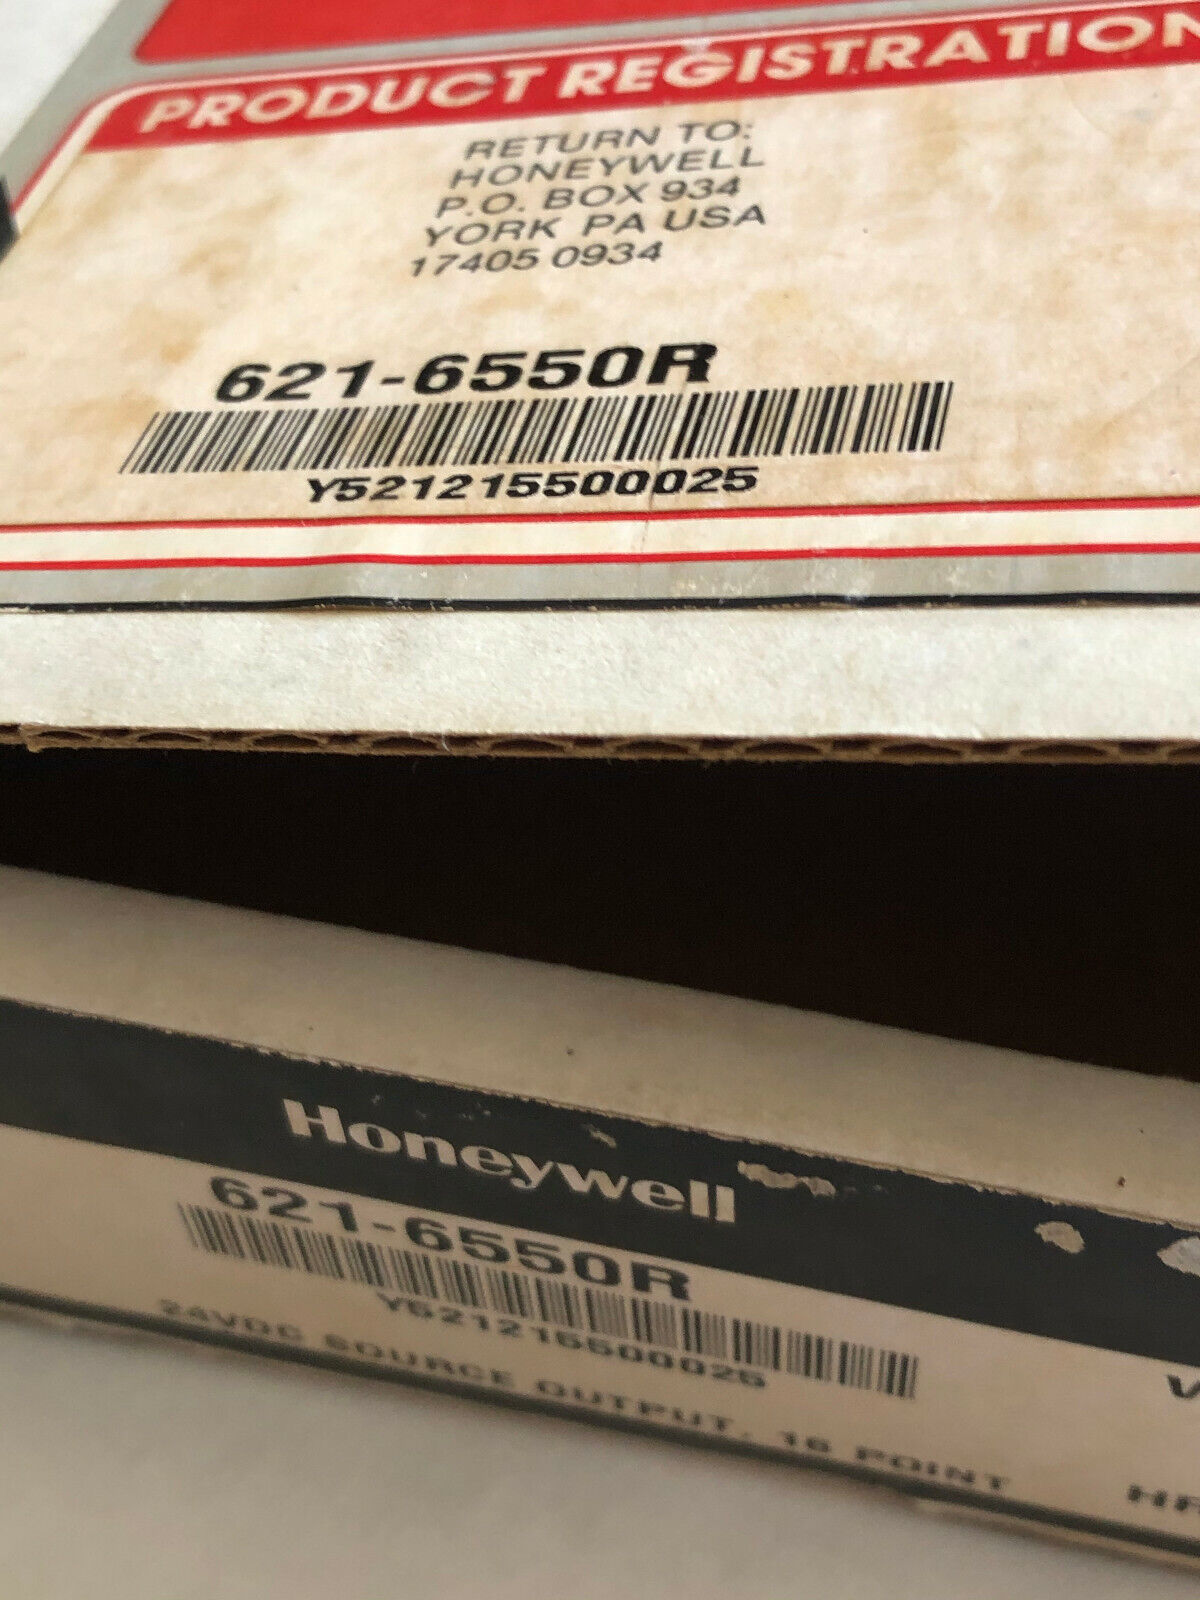 PRODUCT REGISTRATION
RETURN TO:
HONEYWELL
P.O. BOX 934
YORK PA USA
17405 0934
621-6550R
Y521215500025
Honeywell
621-6550R
Y521215500025
24VDC SOURCE OUTPUT, 16 POINT